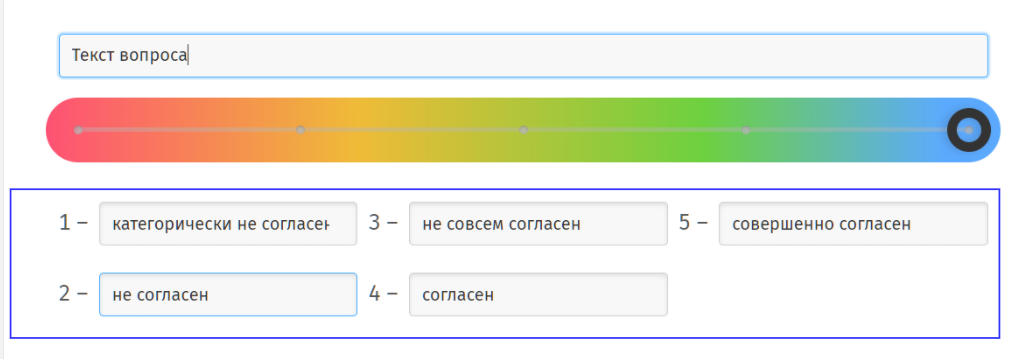 Текст вопроса
1 – категорически не согласен 3 – не совсем согласен 5 – совершенно согласен
2 – не согласен 4 – согласен